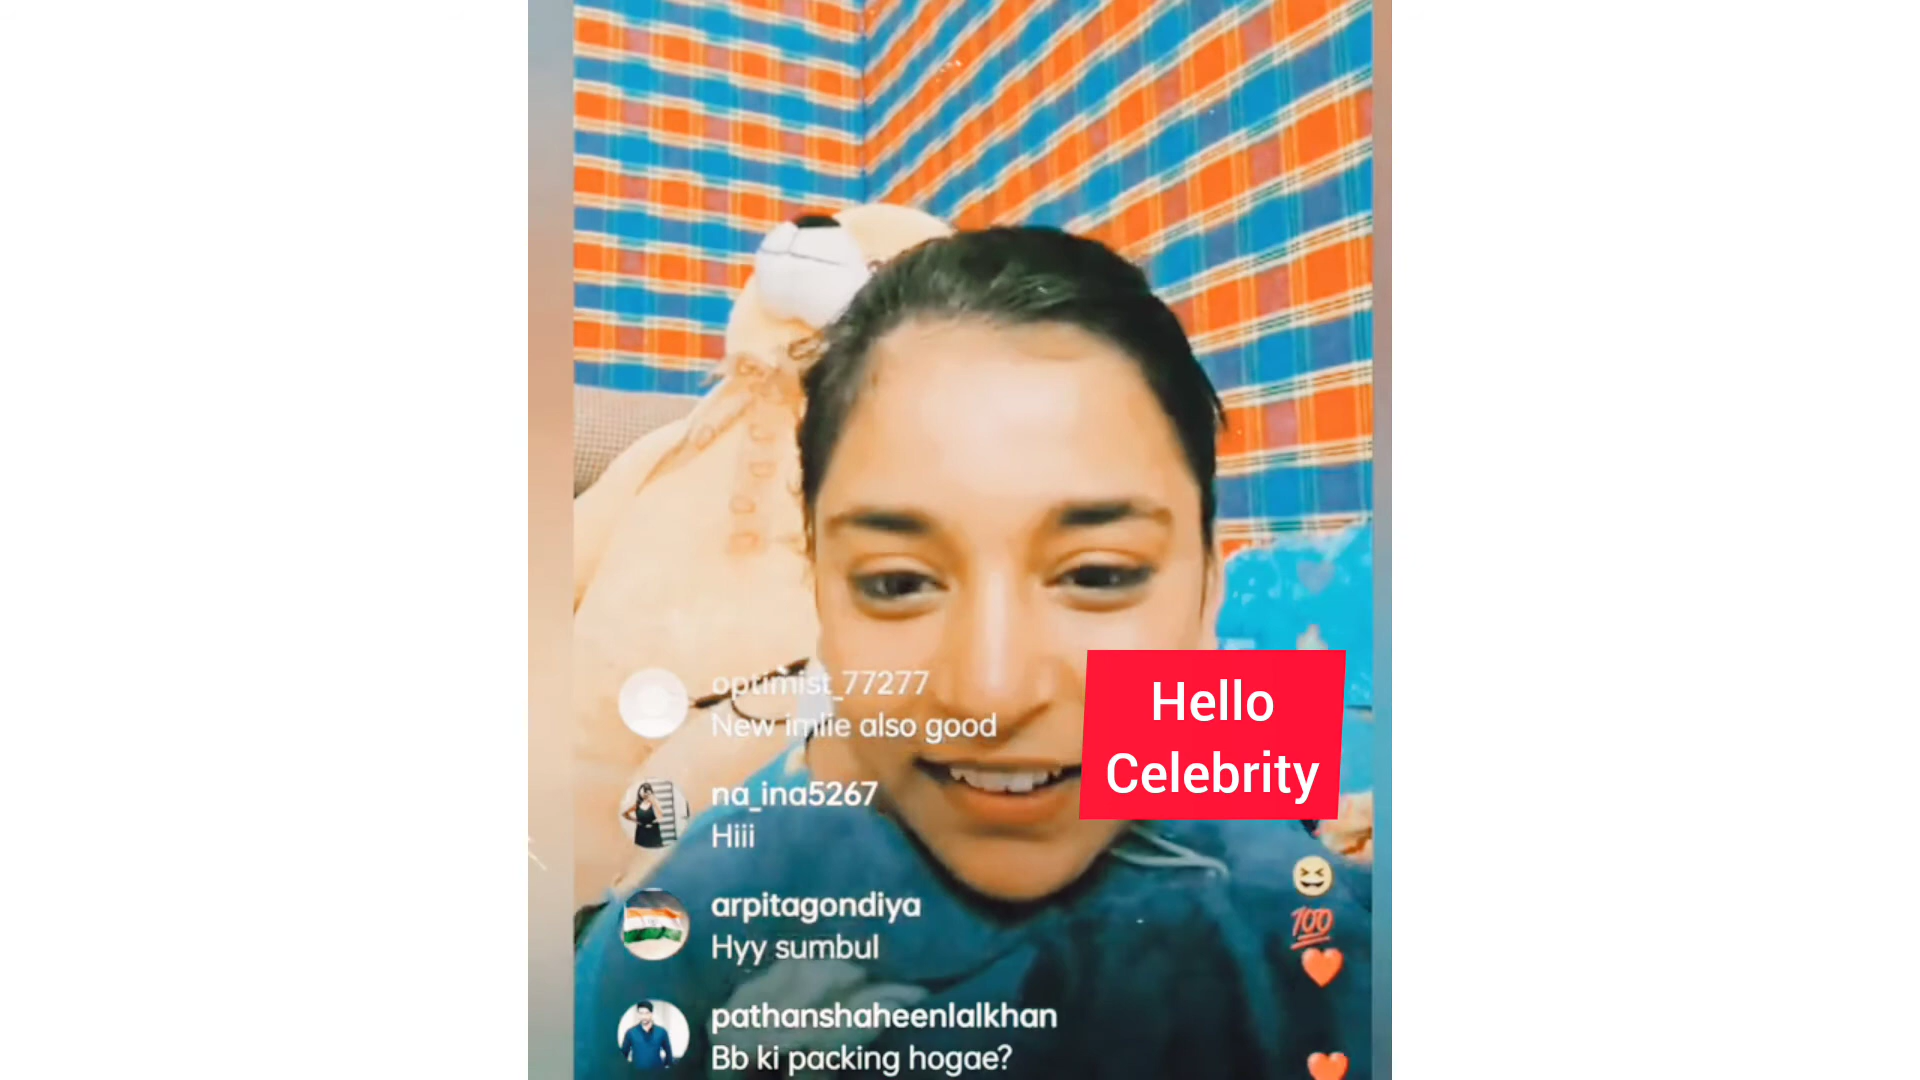 optimist_77277
New imlie also good
Hello
Celebrity
na_ina5267
Hiii
arpitagondiya
Hyy sumbul
pathanshaheenlalkhan
Bb ki packing hogae?